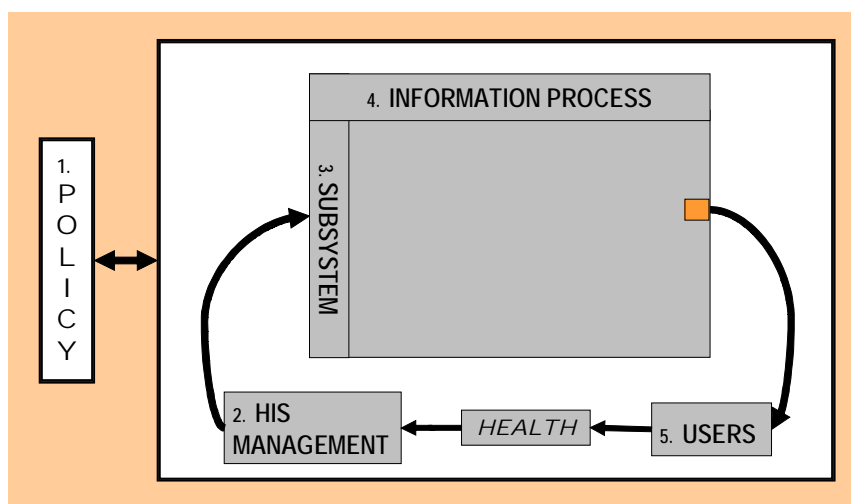 4. INFORMATION PROCESS
1.
P
O
L
I
C
Y
3. SUBSYSTEM
2. HIS
MANAGEMENT
HEALTH
5. USERS